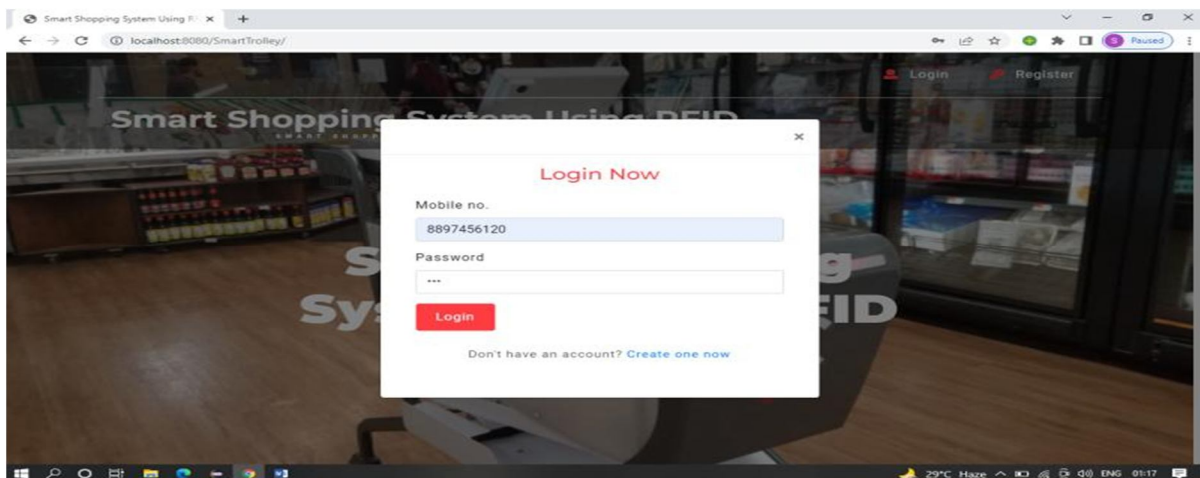 Smart Shopping System Using R
localhost:8080/SmartTrolley/
S Paused
Login Register
Smart Shopping System Using RFID
×
Login Now
Mobile no.
8897456120
Password
•••
Login
Don't have an account? Create one now
29°C Haze ENG 01:17